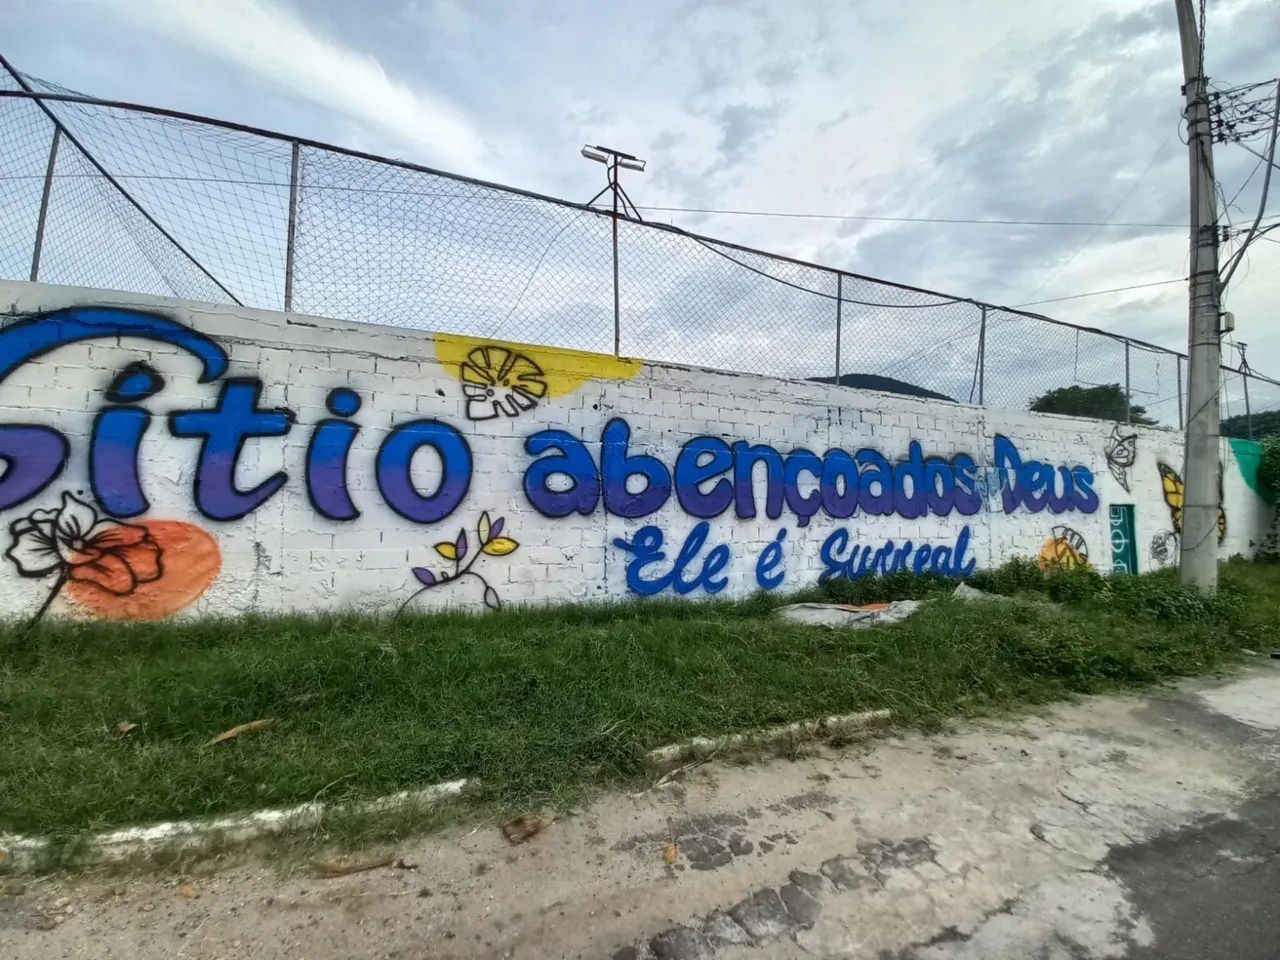 Sitio abençoados Deus
Ele é Surreal